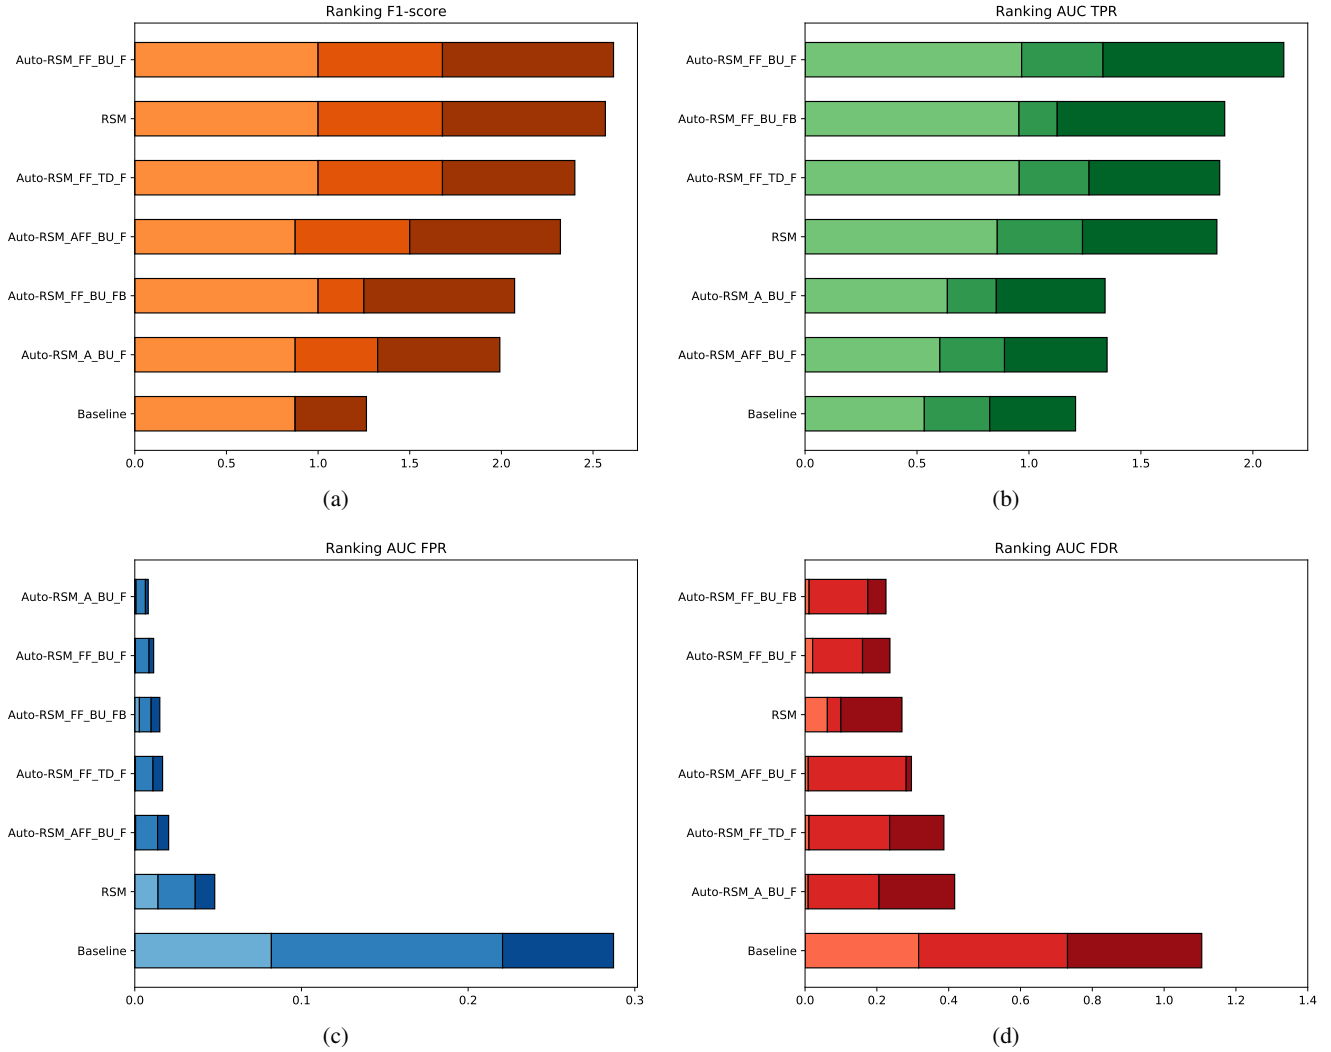 Ranking F1-score
Auto-RSM_FF_BU_F
RSM
Auto-RSM_FF_TD_F
Auto-RSM_AFF_BU_F
Auto-RSM_FF_BU_FB
Auto-RSM_A_BU_F
Baseline
0.0 0.5 1.0 1.5 2.0 2.5
(a)
Ranking AUC TPR
Auto-RSM_FF_BU_F
Auto-RSM_FF_BU_FB
Auto-RSM_FF_TD_F
RSM
Auto-RSM_A_BU_F
Auto-RSM_AFF_BU_F
Baseline
0.0 0.5 1.0 1.5 2.0
(b)
Ranking AUC FPR
Auto-RSM_A_BU_F
Auto-RSM_FF_BU_F
Auto-RSM_FF_BU_FB
Auto-RSM_FF_TD_F
Auto-RSM_AFF_BU_F
RSM
Baseline
0.0 0.1 0.2 0.3
(c)
Ranking AUC FDR
Auto-RSM_FF_BU_FB
Auto-RSM_FF_BU_F
RSM
Auto-RSM_AFF_BU_F
Auto-RSM_FF_TD_F
Auto-RSM_A_BU_F
Baseline
0.0 0.2 0.4 0.6 0.8 1.0 1.2 1.4
(d)